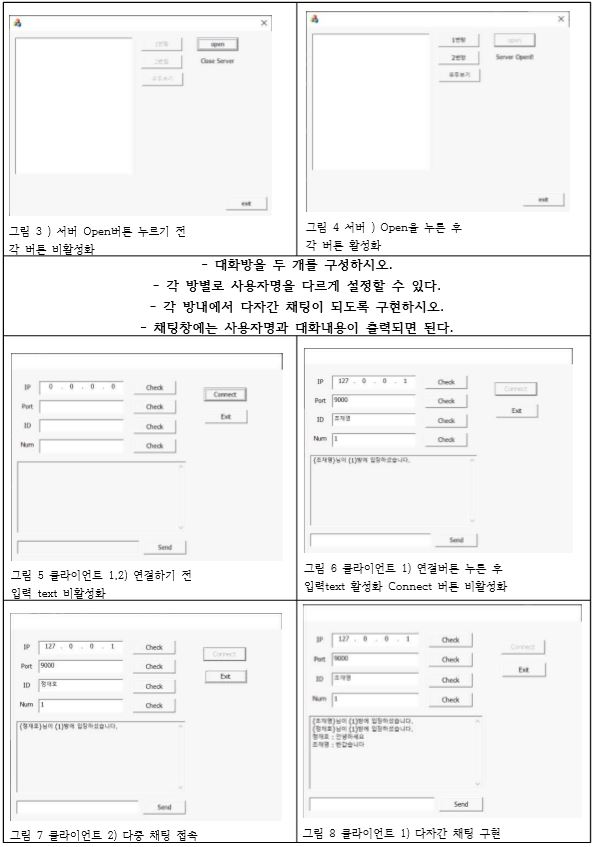 1번방
open
2번방
Close Server
유저보기
exit
그림 3 ) 서버 Open버튼 누르기 전
각 버튼 비활성화
1번방
open
2번방
Server Open!!
유저보기
exit
그림 4 서버 ) Open을 누른 후
각 버튼 활성화
- 대화방을 두 개를 구성하시오.
- 각 방별로 사용자명을 다르게 설정할 수 있다.
- 각 방내에서 다자간 채팅이 되도록 구현하시오.
- 채팅창에는 사용자명과 대화내용이 출력되면 된다.
IP 0 . 0 . 0 . 0 Check
Connect
Port Check
Exit
ID Check
Num Check
Send
그림 5 클라이언트 1,2) 연결하기 전
입력 text 비활성화
IP 127 . 0 . 0 . 1 Check
Connect
Port 9000 Check
Exit
ID 조재영 Check
Num 1 Check
{조재영}님이 {1}방에 입장하셨습니다.
Send
그림 6 클라이언트 1) 연결버튼 누른 후
입력text 활성화 Connect 버튼 비활성화
IP 127 . 0 . 0 . 1 Check
Connect
Port 9000 Check
Exit
ID 정재호 Check
Num 1 Check
{정재호}님이 {1}방에 입장하셨습니다.
Send
그림 7 클라이언트 2) 다중 채팅 접속
IP 127 . 0 . 0 . 1 Check
Connect
Port 9000 Check
Exit
ID 조재영 Check
Num 1 Check
{조재영}님이 {1}방에 입장하셨습니다.
{정재호}님이 {1}방에 입장하셨습니다.
정재호 : 안녕하세요
조재영 : 반갑습니다
Send
그림 8 클라이언트 1) 다자간 채팅 구현